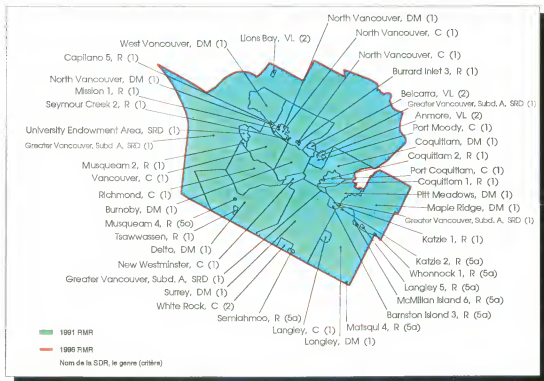 North Vancouver, DM (1)
North Vancouver, C (1)
Lions Bay, VL (2)
West Vancouver, DM (1)
North Vancouver, C (1)
Capilano 5, R (1)
Burrard Inlet 3, R (1)
North Vancouver, DM (1)
Belcarra, VL (2)
Mission 1, R (1)
Greater Vancouver, Subd. A, SRD (1)
Seymour Creek 2, R (1)
Anmore, VL (2)
Port Moody, C (1)
University Endowment Area, SRD (1)
Coquitlam, DM (1)
Greater Vancouver, Subd. A, SRD (1)
Coquitlam 2, R (1)
Musqueam 2, R (1)
Port Coquitlam, C (1)
Vancouver, C (1)
Coquitlam 1, R (1)
Richmond, C (1)
Pitt Meadows, DM (1)
Burnaby, DM (1)
Maple Ridge, DM (1)
Musqueam 4, R (5a)
Greater Vancouver, Subd. A, SRD (1)
Tsawwassen, R (1)
Katzie 1, R (1)
Delta, DM (1)
Katzie 2, R (5a)
New Westminster, C (1)
Whonnock 1, R (5a)
Greater Vancouver, Subd. A, SRD (1)
Langley 5, R (5a)
Surrey, DM (1)
McMillan Island 6, R (5a)
White Rock, C (2)
Barnston Island 3, R (5a)
Semiahmoo, R (5a)
Matsqui 4, R (5a)
Langley, C (1)
Langley, DM (1)
1991 RMR
1996 RMR
Nom de la SDR, le genre (critère)